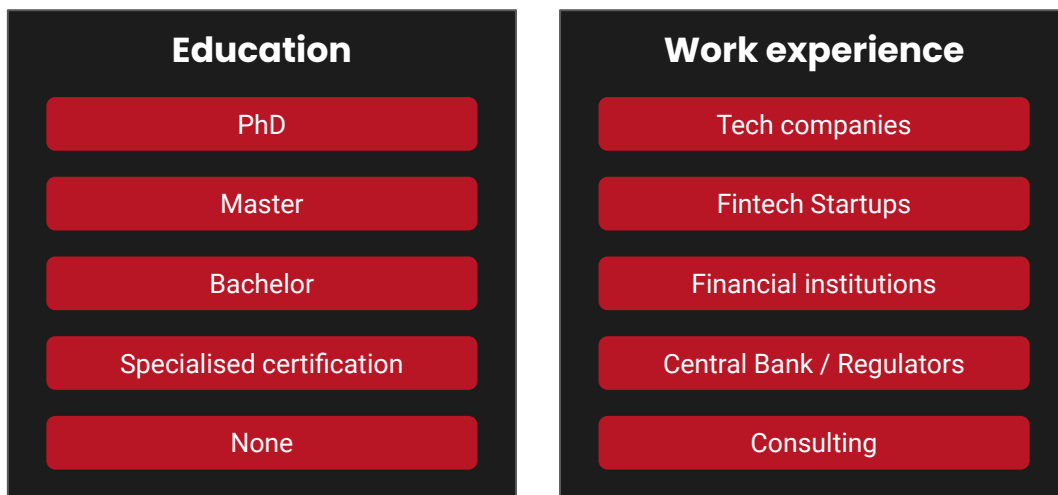 Education
PhD
Master
Bachelor
Specialised certification
None
Work experience
Tech companies
Fintech Startups
Financial institutions
Central Bank / Regulators
Consulting